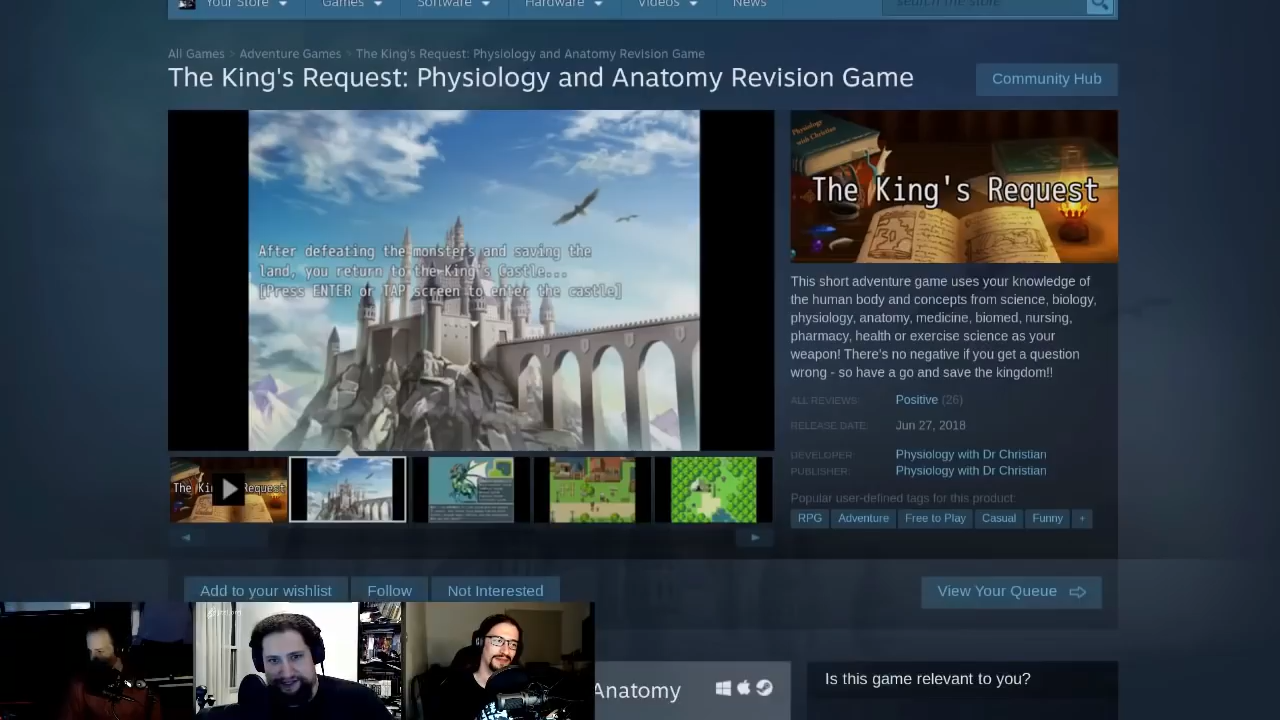 Your Store
Games
Software
Hardware
Videos
News
search the store
All Games > Adventure Games > The King's Request: Physiology and Anatomy Revision Game
The King's Request: Physiology and Anatomy Revision Game
Community Hub
After defeating the monsters and saving the
land, you return to the King's Castle...
[Press ENTER or TAP screen to enter the castle]
Physiology
with Christian
The King's Request
This short adventure game uses your knowledge of
the human body and concepts from science, biology,
physiology, anatomy, medicine, biomed, nursing,
pharmacy, health or exercise science as your
weapon! There's no negative if you get a question
wrong - so have a go and save the kingdom!!
ALL REVIEWS: Positive (26)
RELEASE DATE: Jun 27, 2018
DEVELOPER: Physiology with Dr Christian
PUBLISHER: Physiology with Dr Christian
Popular user-defined tags for this product:
RPG Adventure Free to Play Casual Funny +
Add to your wishlist
Follow
Not Interested
View Your Queue
Anatomy
Is this game relevant to you?